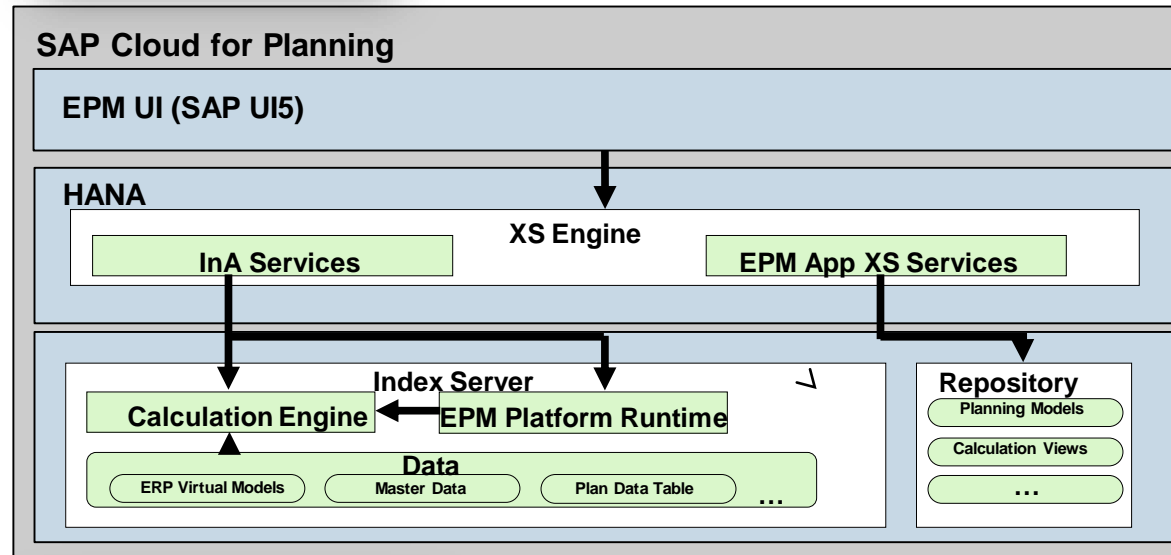 SAP Cloud for Planning
EPM UI (SAP UI5)
HANA
XS Engine
InA Services
EPM App XS Services
Index Server
Calculation Engine
EPM Platform Runtime
Data
ERP Virtual Models
Master Data
Plan Data Table
...
Repository
Planning Models
Calculation Views
...